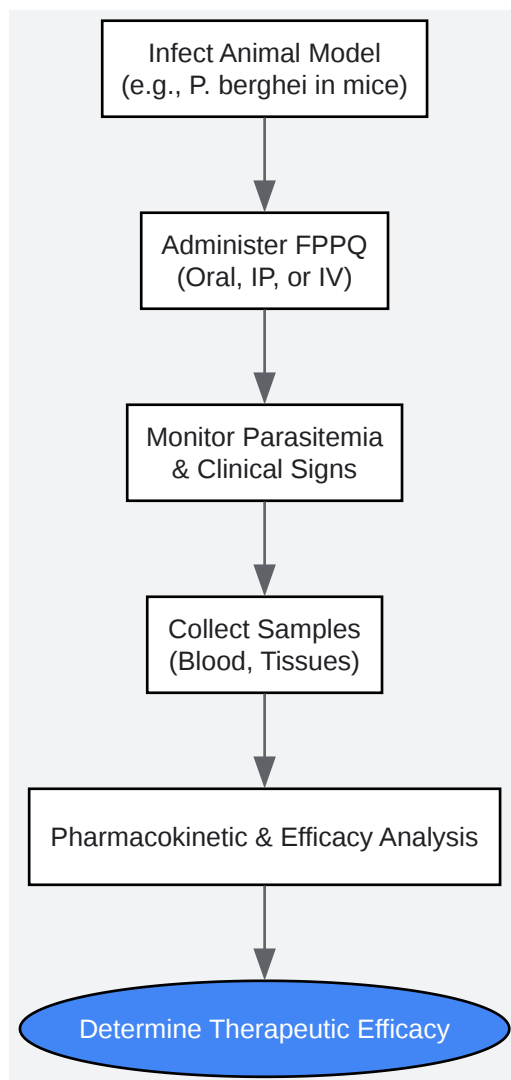 Infect Animal Model
(e.g., P. berghei in mice)
Administer FPPQ
(Oral, IP, or IV)
Monitor Parasitemia
& Clinical Signs
Collect Samples
(Blood, Tissues)
Pharmacokinetic & Efficacy Analysis
Determine Therapeutic Efficacy